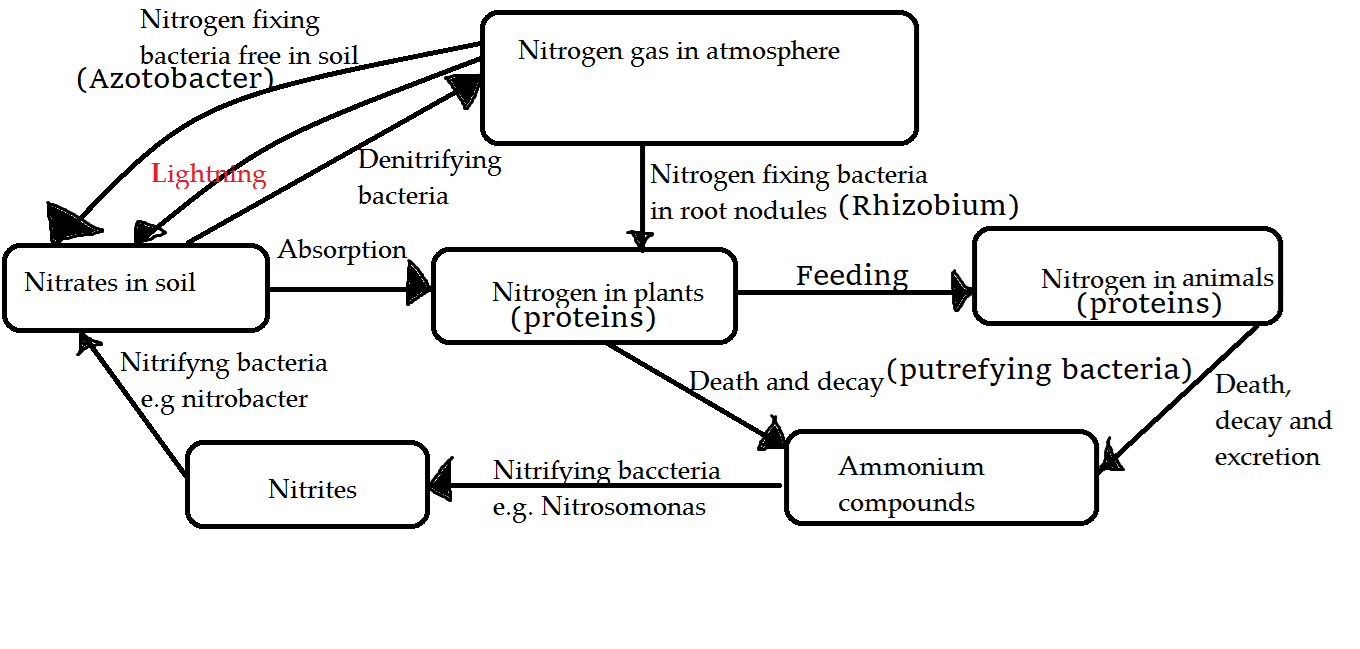 Nitrogen fixing
bacteria free in soil
(Azotobacter)
Nitrogen gas in atmosphere
Lightning
Denitrifying
bacteria
Nitrogen fixing bacteria
in root nodules (Rhizobium)
Absorption
Nitrates in soil
Nitrogen in plants
(proteins)
Feeding
Nitrogen in animals
(proteins)
Nitrifyng bacteria
e.g nitrobacter
Death and decay (putrefying bacteria)
Death,
decay and
excretion
Nitrites
Nitrifying baccteria
e.g. Nitrosomonas
Ammonium
compounds